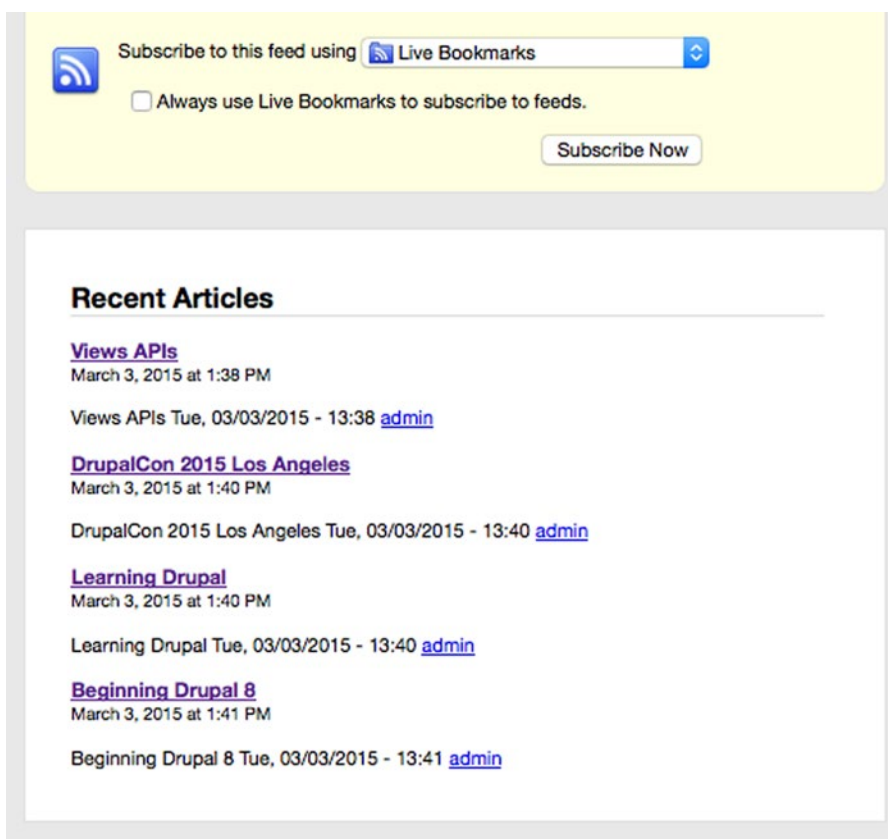 Subscribe to this feed using Live Bookmarks
Always use Live Bookmarks to subscribe to feeds.
Subscribe Now
Recent Articles
Views APIs
March 3, 2015 at 1:38 PM
Views APIs Tue, 03/03/2015 - 13:38 admin
DrupalCon 2015 Los Angeles
March 3, 2015 at 1:40 PM
DrupalCon 2015 Los Angeles Tue, 03/03/2015 - 13:40 admin
Learning Drupal
March 3, 2015 at 1:40 PM
Learning Drupal Tue, 03/03/2015 - 13:40 admin
Beginning Drupal 8
March 3, 2015 at 1:41 PM
Beginning Drupal 8 Tue, 03/03/2015 - 13:41 admin